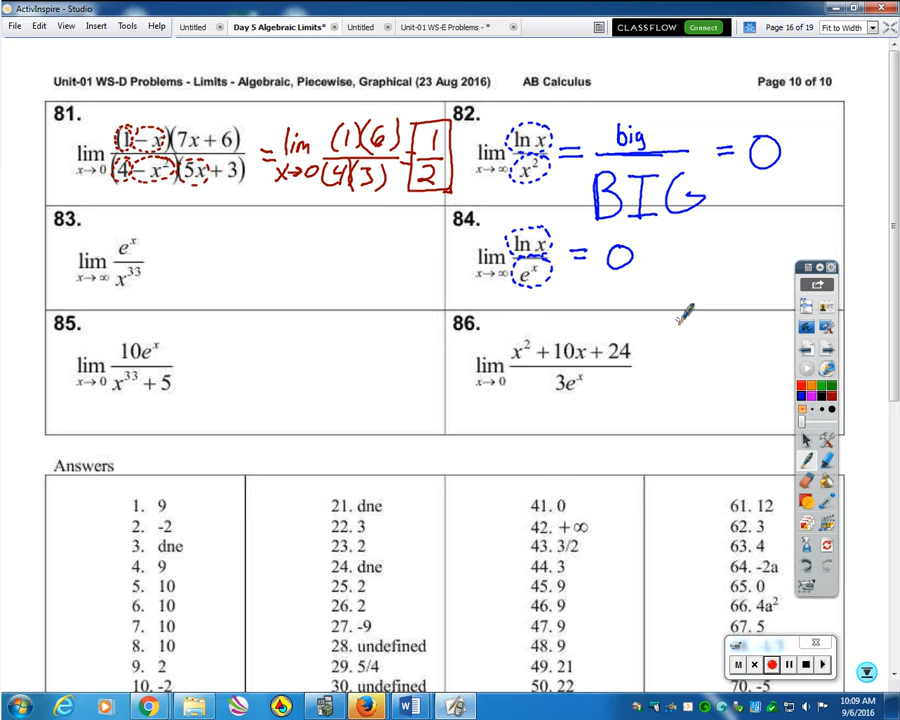 ActivInspire - Studio
File Edit View Insert Tools Help Untitled Day 5 Algebraic Limits* Untitled Unit-01 WS-E Problems - * CLASSFLOW Connect Page 16 of 19 Fit to Width
Unit-01 WS-D Problems - Limits - Algebraic, Piecewise, Graphical (23 Aug 2016) AB Calculus Page 10 of 10
81.
lim x→0 (1−x)(7x+6) / (4−x²)(5x+3) = lim x→0 (1)(6) / (4)(3) = 1/2
82.
lim x→∞ ln x / x² = big / BIG = 0
83.
lim x→∞ eˣ / x³³
84.
lim x→∞ ln x / eˣ = 0
85.
lim x→0 10eˣ / x³³ + 5
86.
lim x→0 x² + 10x + 24 / 3eˣ
Answers
1. 9 21. dne 41. 0 61. 12
2. -2 22. 3 42. +∞ 62. 3
3. dne 23. 2 43. 3/2 63. 4
4. 9 24. dne 44. 3 64. -2a
5. 10 25. 2 45. 9 65. 0
6. 10 26. 2 46. 9 66. 4a²
7. 10 27. -9 47. 9 67. 5
8. 10 28. undefined 48. 9
9. 2 29. 5/4 49. 21
10. -2 30. undefined 50. 22 70. -5
M
10:09 AM
9/6/2016